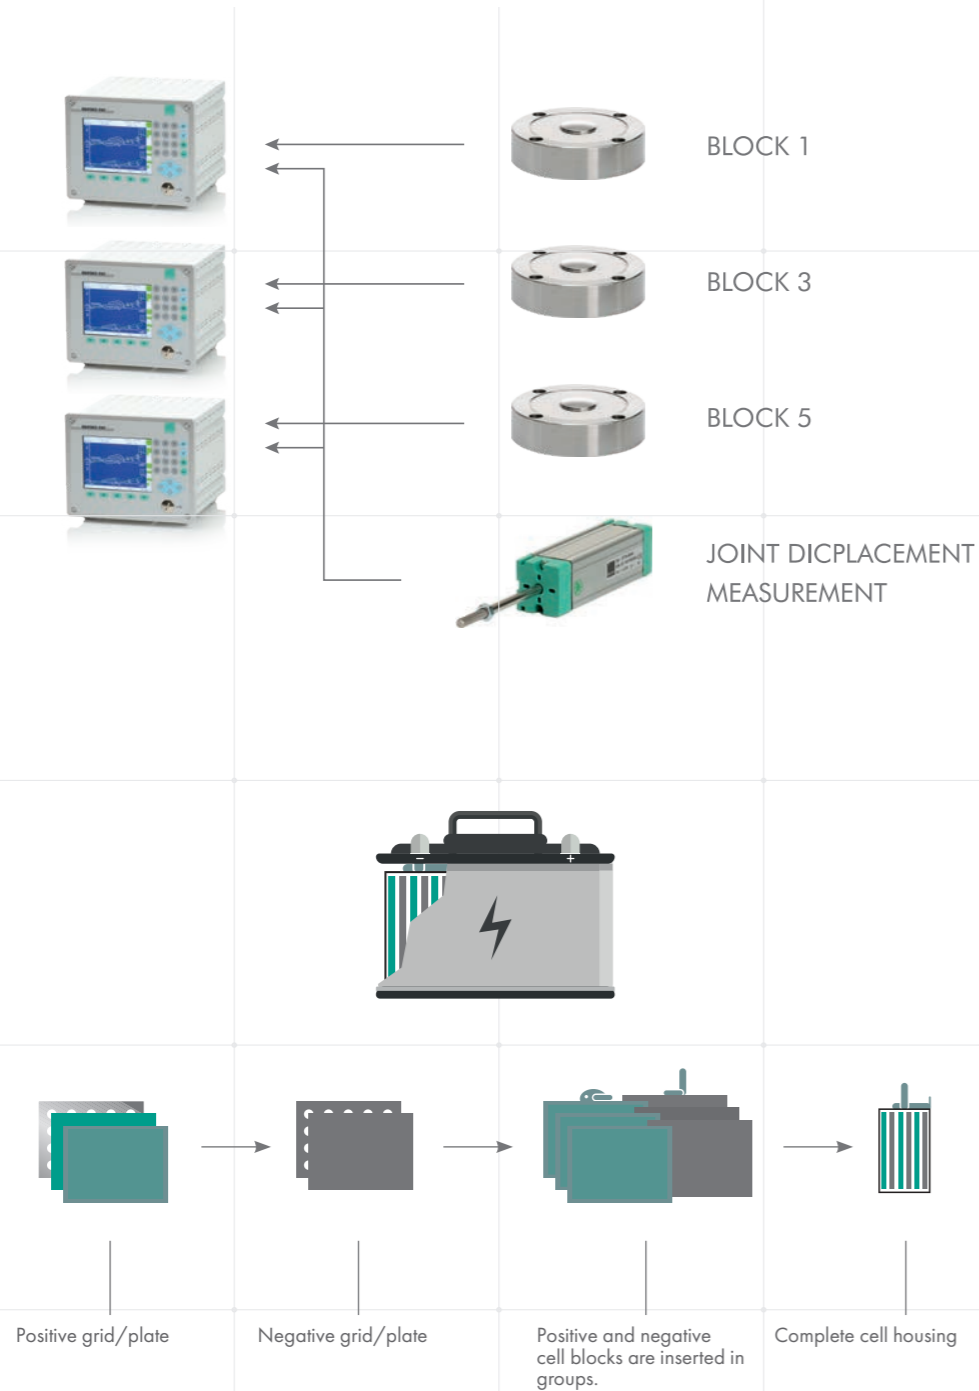 BLOCK 1
BLOCK 3
BLOCK 5
JOINT DICPLACEMENT
MEASUREMENT
–
+
Positive grid/plate
Negative grid/plate
Positive and negative
cell blocks are inserted in
groups.
Complete cell housing